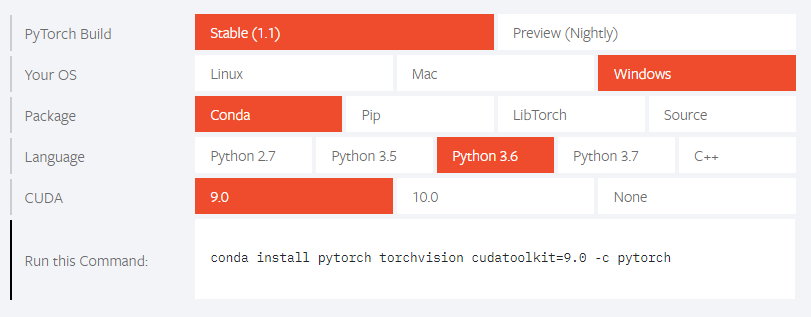 PyTorch Build Stable (1.1) Preview (Nightly)
Your OS Linux Mac Windows
Package Conda Pip LibTorch Source
Language Python 2.7 Python 3.5 Python 3.6 Python 3.7 C++
CUDA 9.0 10.0 None
Run this Command: conda install pytorch torchvision cudatoolkit=9.0 -c pytorch